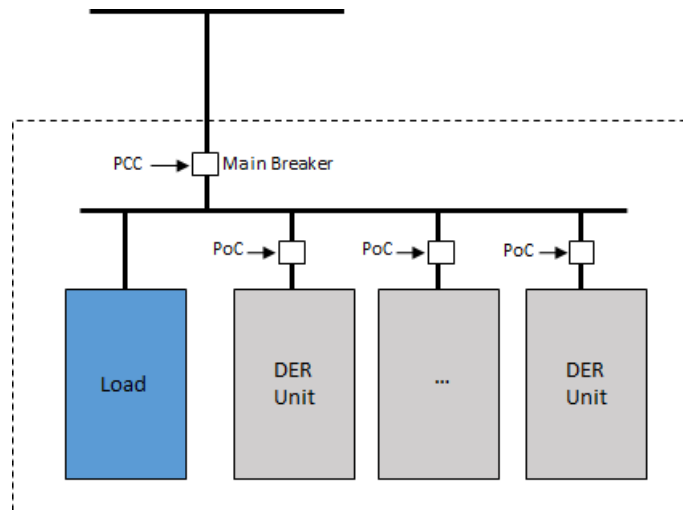 PCC
Main Breaker
PoC
PoC
PoC
Load
DER
Unit
...
DER
Unit